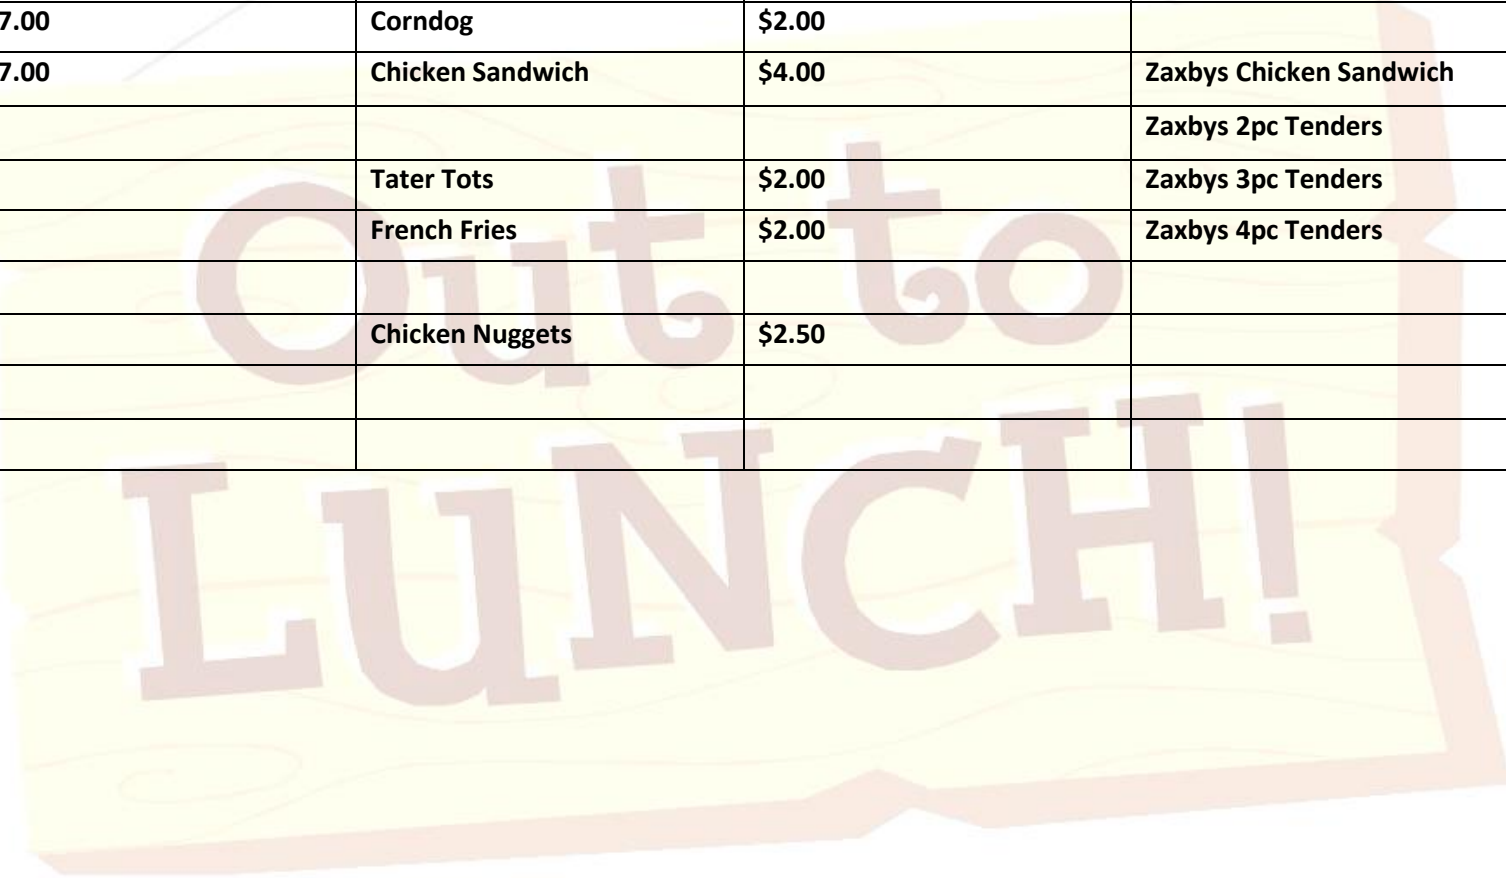 7.00 Corndog $2.00
7.00 Chicken Sandwich $4.00 Zaxbys Chicken Sandwich
Zaxbys 2pc Tenders
Tater Tots $2.00 Zaxbys 3pc Tenders
French Fries $2.00 Zaxbys 4pc Tenders
Chicken Nuggets $2.50
Out to
LuNCH!